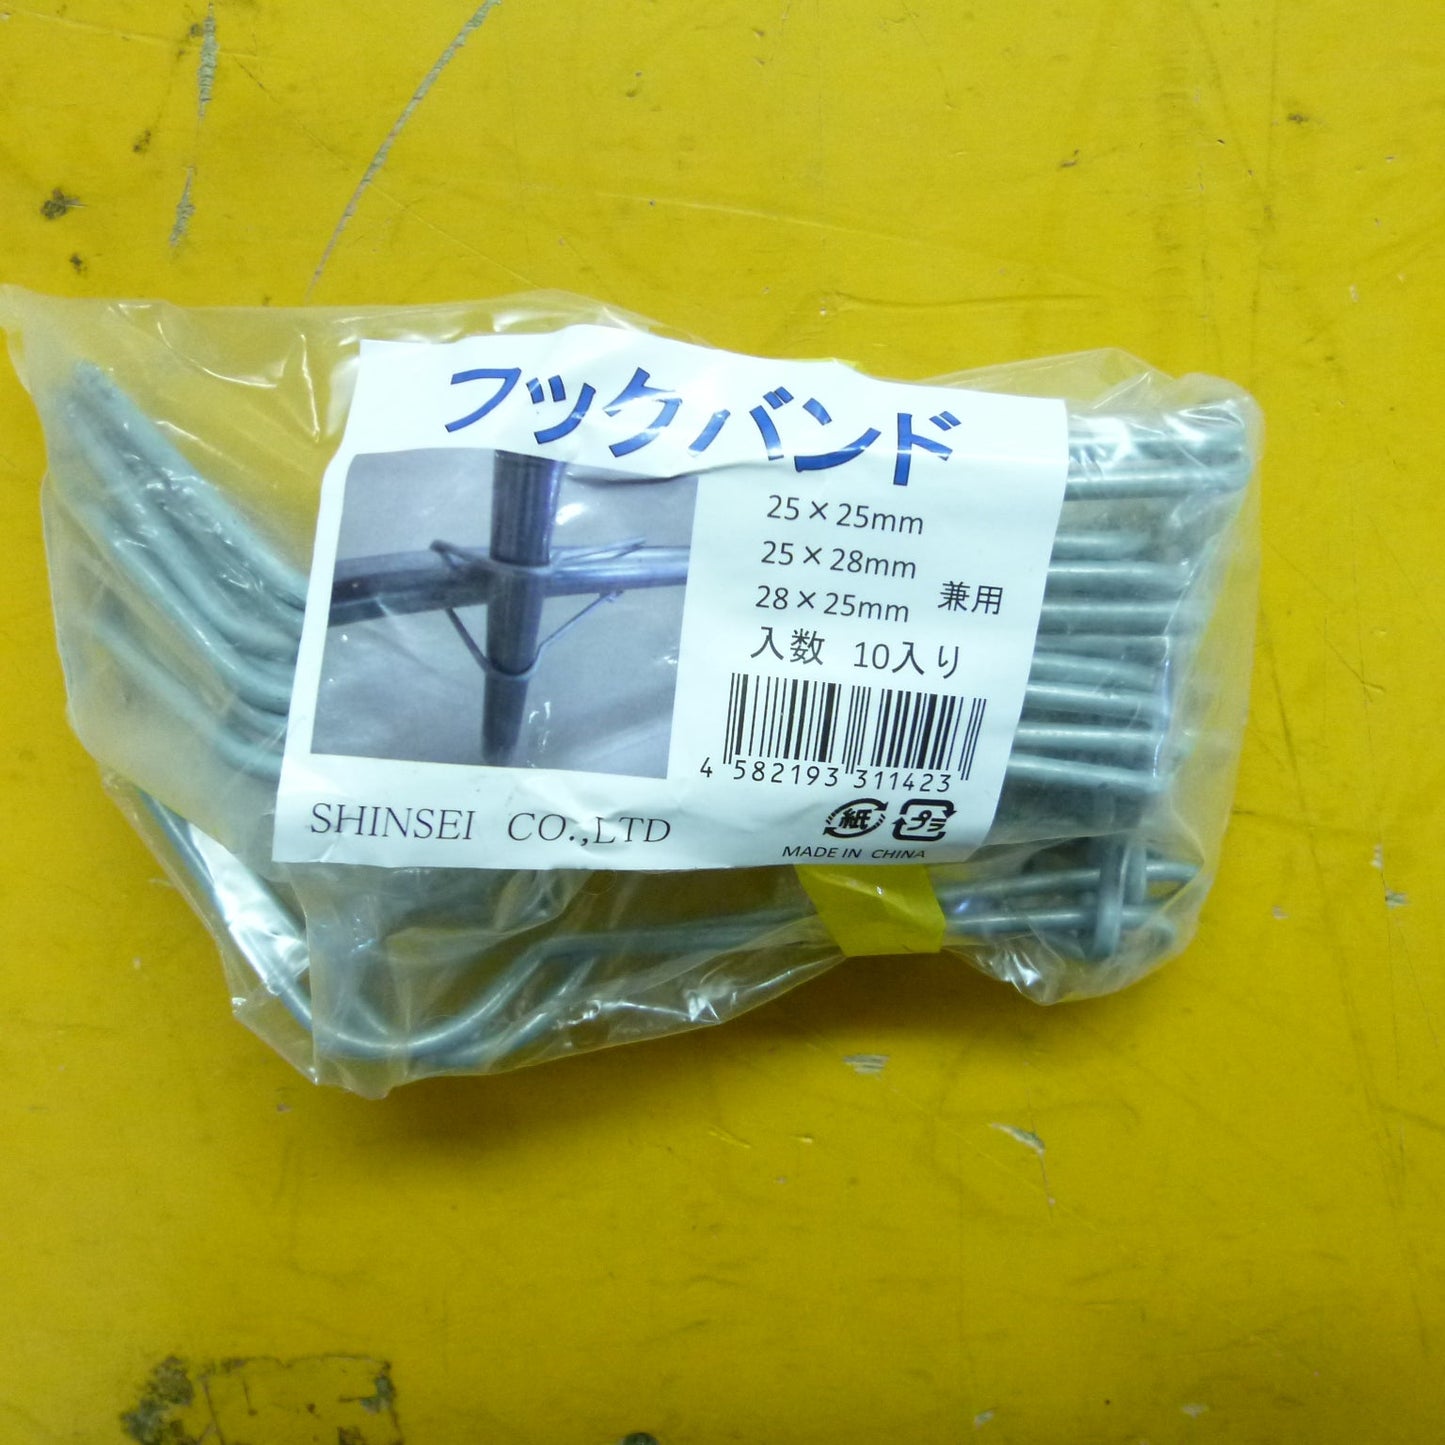 フックバンド
25×25mm
25×28mm
28×25mm 兼用
入数 10入り
4 582193 311423
紙 プラ
SHINSEI CO.,LTD
MADE IN CHINA